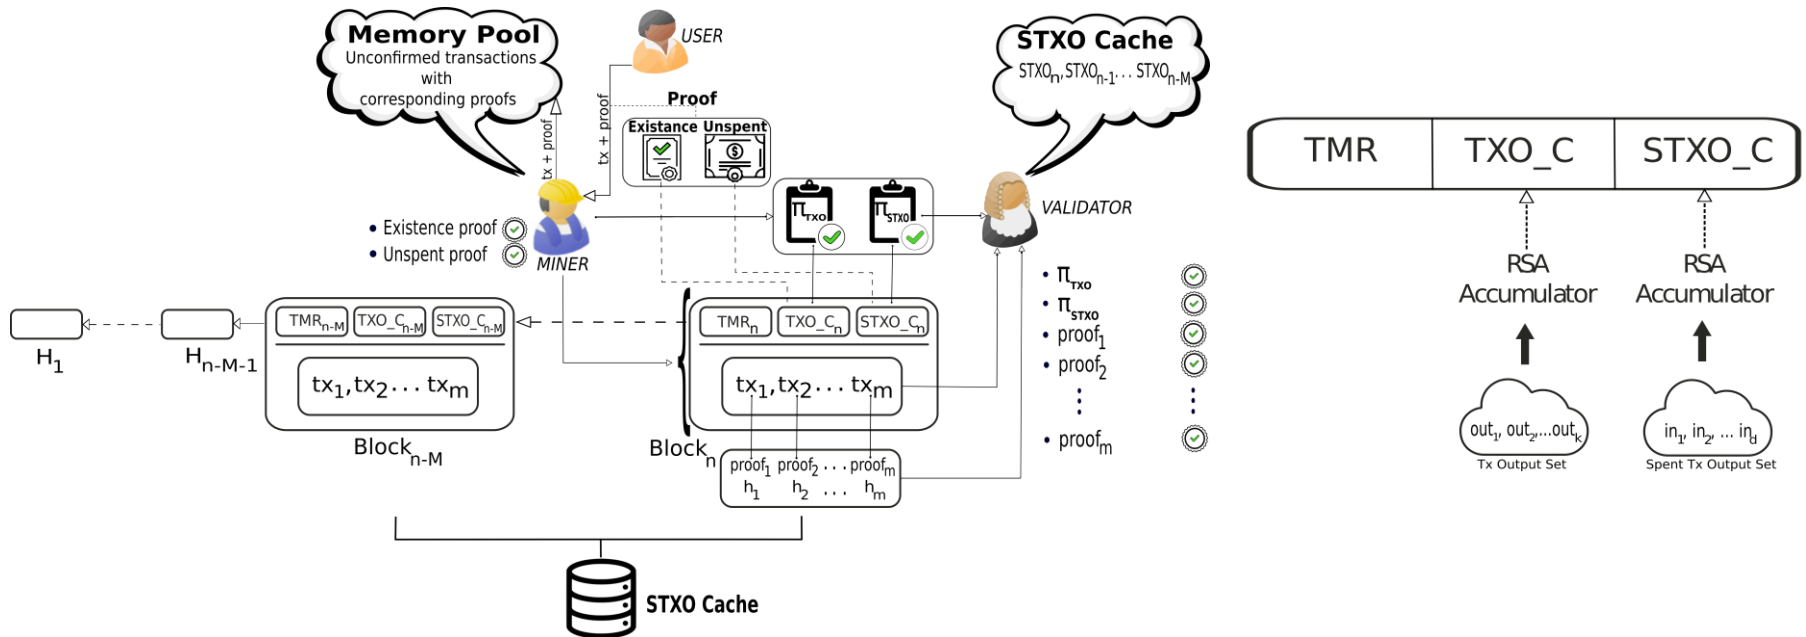 Memory Pool
Unconfirmed transactions
with
corresponding proofs
USER
STXO Cache
STXOₙ, STXOₙ₋₁... STXOₙ₋M
tx + proof
tx + proof
Proof
Existance Unspent
πTXO
πSTXO
VALIDATOR
• Existence proof
• Unspent proof
MINER
• πTXO
• πSTXO
• proof₁
• proof₂
• proofₘ
H₁
Hₙ₋M₋₁
TMRₙ₋M TXO_Cₙ₋M STXO_Cₙ₋M
tx₁, tx₂... txₘ
Blockₙ₋M
TMRₙ TXO_Cₙ STXO_Cₙ
tx₁, tx₂... txₘ
Blockₙ
proof₁ proof₂ ... proofₘ
h₁ h₂ ... hₘ
STXO Cache
TMR TXO_C STXO_C
RSA
Accumulator
RSA
Accumulator
out₁, out₂,...outₖ
Tx Output Set
in₁, in₂, ... in_d
Spent Tx Output Set